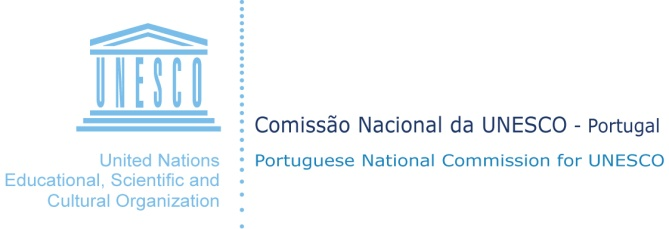 UNESCO
United Nations
Educational, Scientific and
Cultural Organization
Comissão Nacional da UNESCO - Portugal
Portuguese National Commission for UNESCO